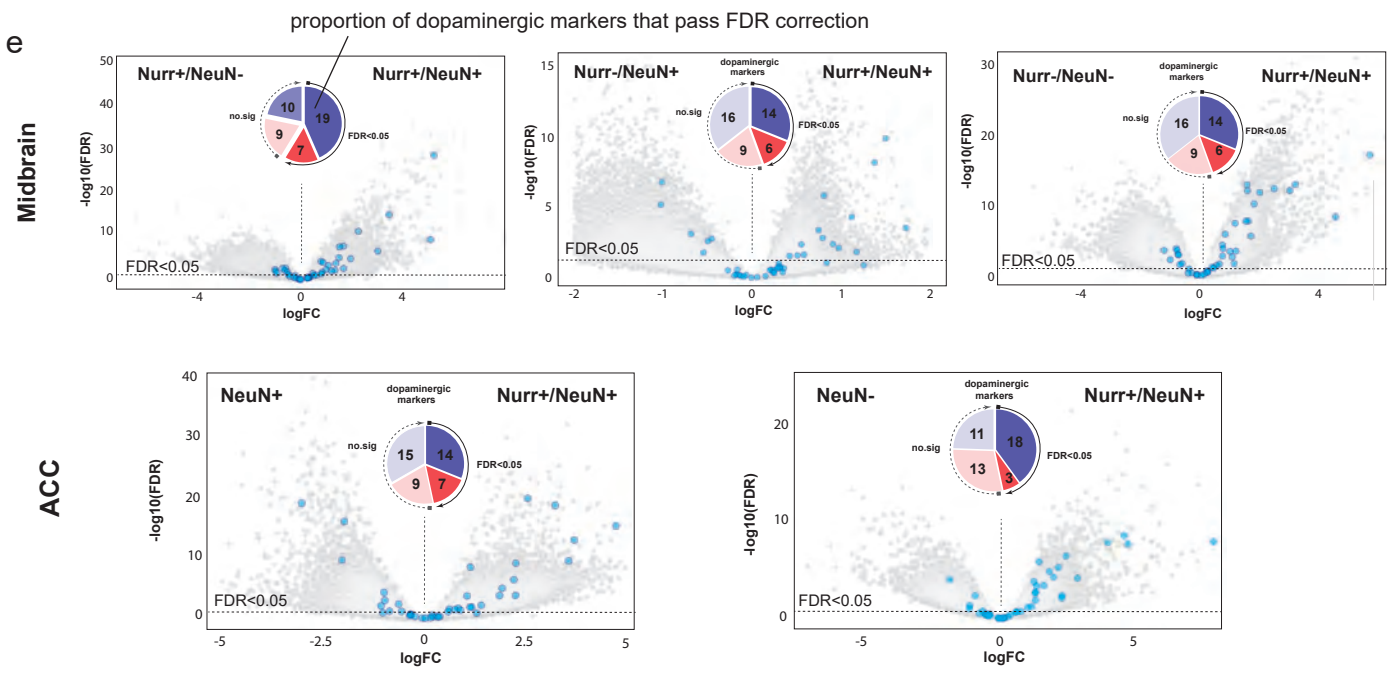 proportion of dopaminergic markers that pass FDR correction
e
Midbrain
50
40
30
20
10
0
-log10(FDR)
Nurr+/NeuN-
Nurr+/NeuN+
10
19
9
7
no.sig
FDR<0.05
FDR<0.05
-4
0
4
logFC
15
10
5
0
-log10(FDR)
Nurr-/NeuN+
dopaminergic
markers
Nurr+/NeuN+
16
14
9
6
no.sig
FDR<0.05
FDR<0.05
-2
-1
0
1
2
logFC
30
20
10
0
-log10(FDR)
Nurr-/NeuN-
dopaminergic
markers
Nurr+/NeuN+
16
14
9
6
no.sig
FDR<0.05
FDR<0.05
-4
0
4
logFC
ACC
40
30
20
10
0
-log10(FDR)
NeuN+
dopaminergic
markers
Nurr+/NeuN+
15
14
9
7
no.sig
FDR<0.05
FDR<0.05
-5
-2.5
0
2.5
5
logFC
20
10
0
-log10(FDR)
NeuN-
dopaminergic
markers
Nurr+/NeuN+
11
18
13
3
no.sig
FDR<0.05
FDR<0.05
-5
0
5
logFC